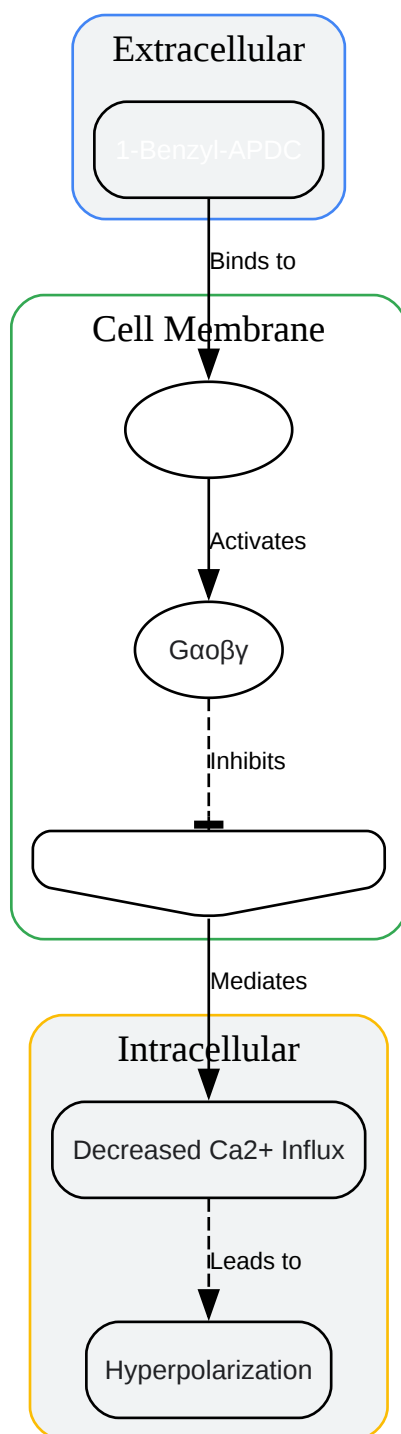 Extracellular
1-Benzyl-APDC
Binds to
Cell Membrane
Activates
Gαoβγ
Inhibits
Mediates
Intracellular
Decreased Ca2+ Influx
Leads to
Hyperpolarization